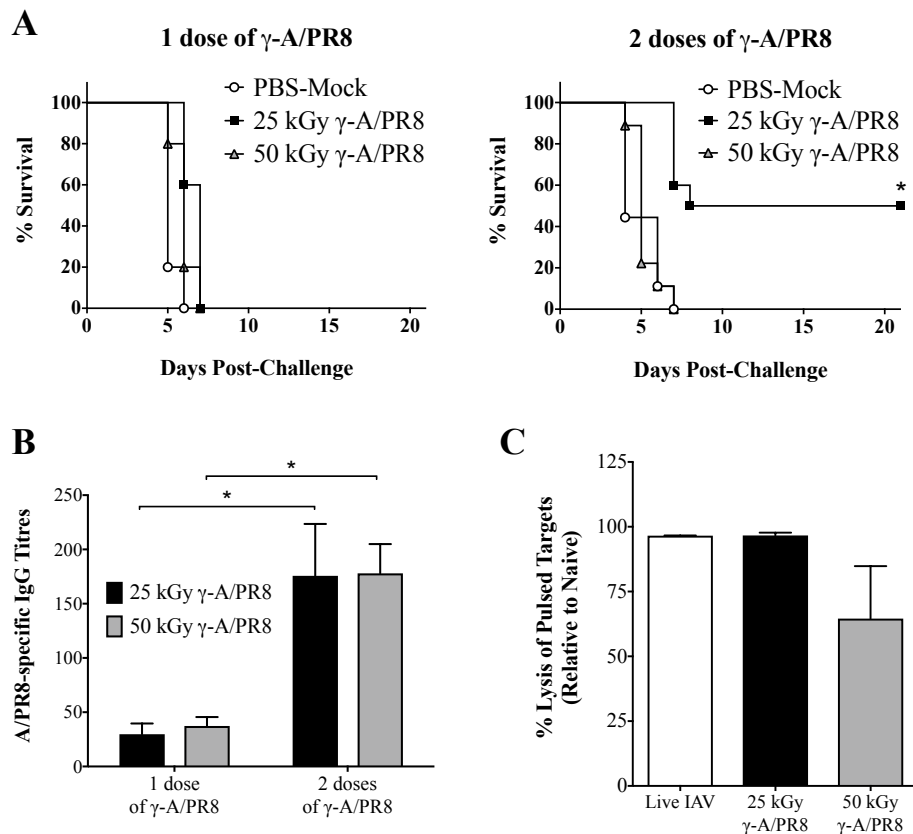 A
1 dose of γ-A/PR8
PBS-Mock
25 kGy γ-A/PR8
50 kGy γ-A/PR8
% Survival
100
80
60
40
20
0
0 5 10 15 20
Days Post-Challenge
2 doses of γ-A/PR8
PBS-Mock
25 kGy γ-A/PR8
50 kGy γ-A/PR8
% Survival
100
80
60
40
20
0
*
0 5 10 15 20
Days Post-Challenge
B
A/PR8-specific IgG Titres
250
200
150
100
50
0
*
*
25 kGy γ-A/PR8
50 kGy γ-A/PR8
1 dose
of γ-A/PR8
2 doses
of γ-A/PR8
C
% Lysis of Pulsed Targets
(Relative to Naive)
125
100
75
50
25
0
Live IAV
25 kGy
γ-A/PR8
50 kGy
γ-A/PR8